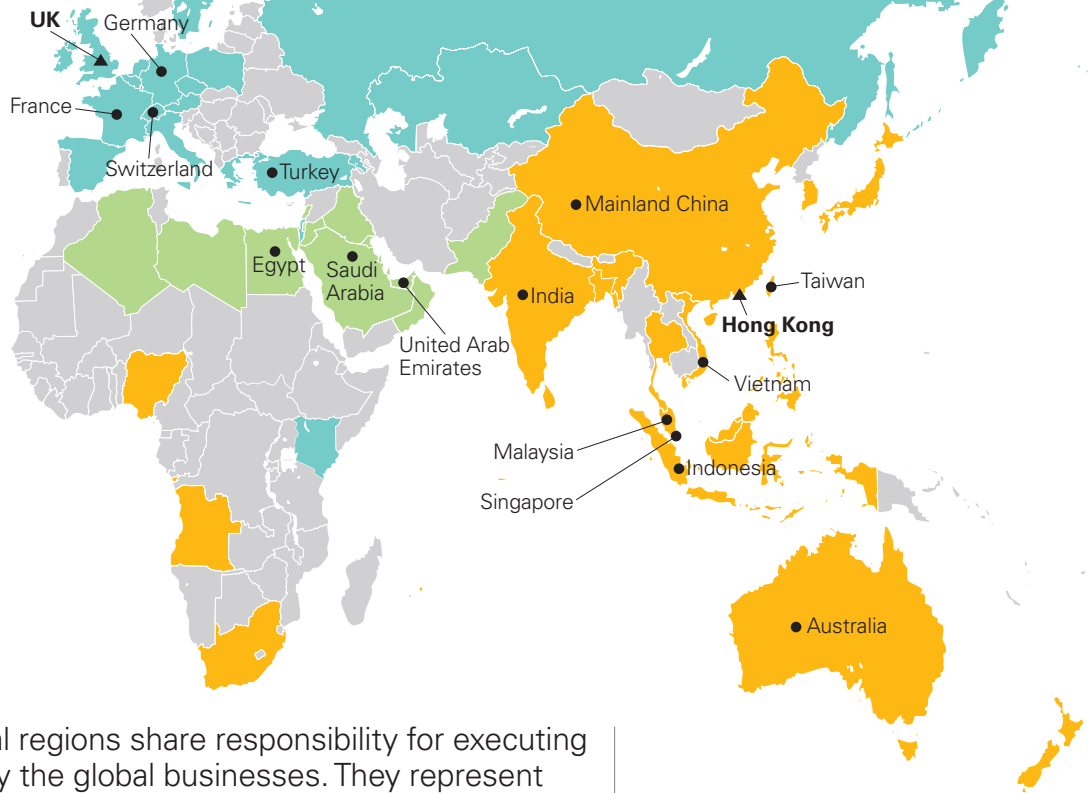 UK
Germany
France
Switzerland
Turkey
Mainland China
Egypt
Saudi
Arabia
India
Taiwan
Hong Kong
United Arab
Emirates
Vietnam
Malaysia
Indonesia
Singapore
Australia
al regions share responsibility for executing
y the global businesses. They represent